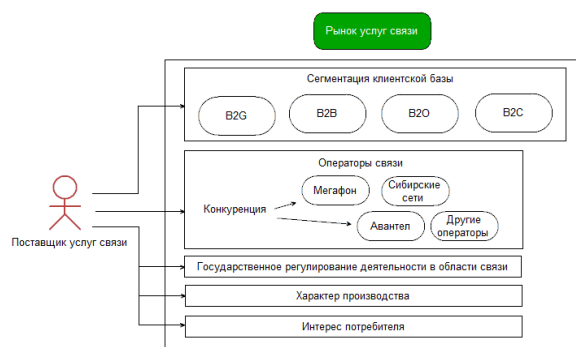 Рынок услуг связи
Сегментация клиентской базы
B2G
B2B
B2O
B2C
Операторы связи
Конкуренция
Мегафон
Сибирские
сети
Авантел
Другие
операторы
Поставщик услуг связи
Государственное регулирование деятельности в области связи
Характер производства
Интерес потребителя